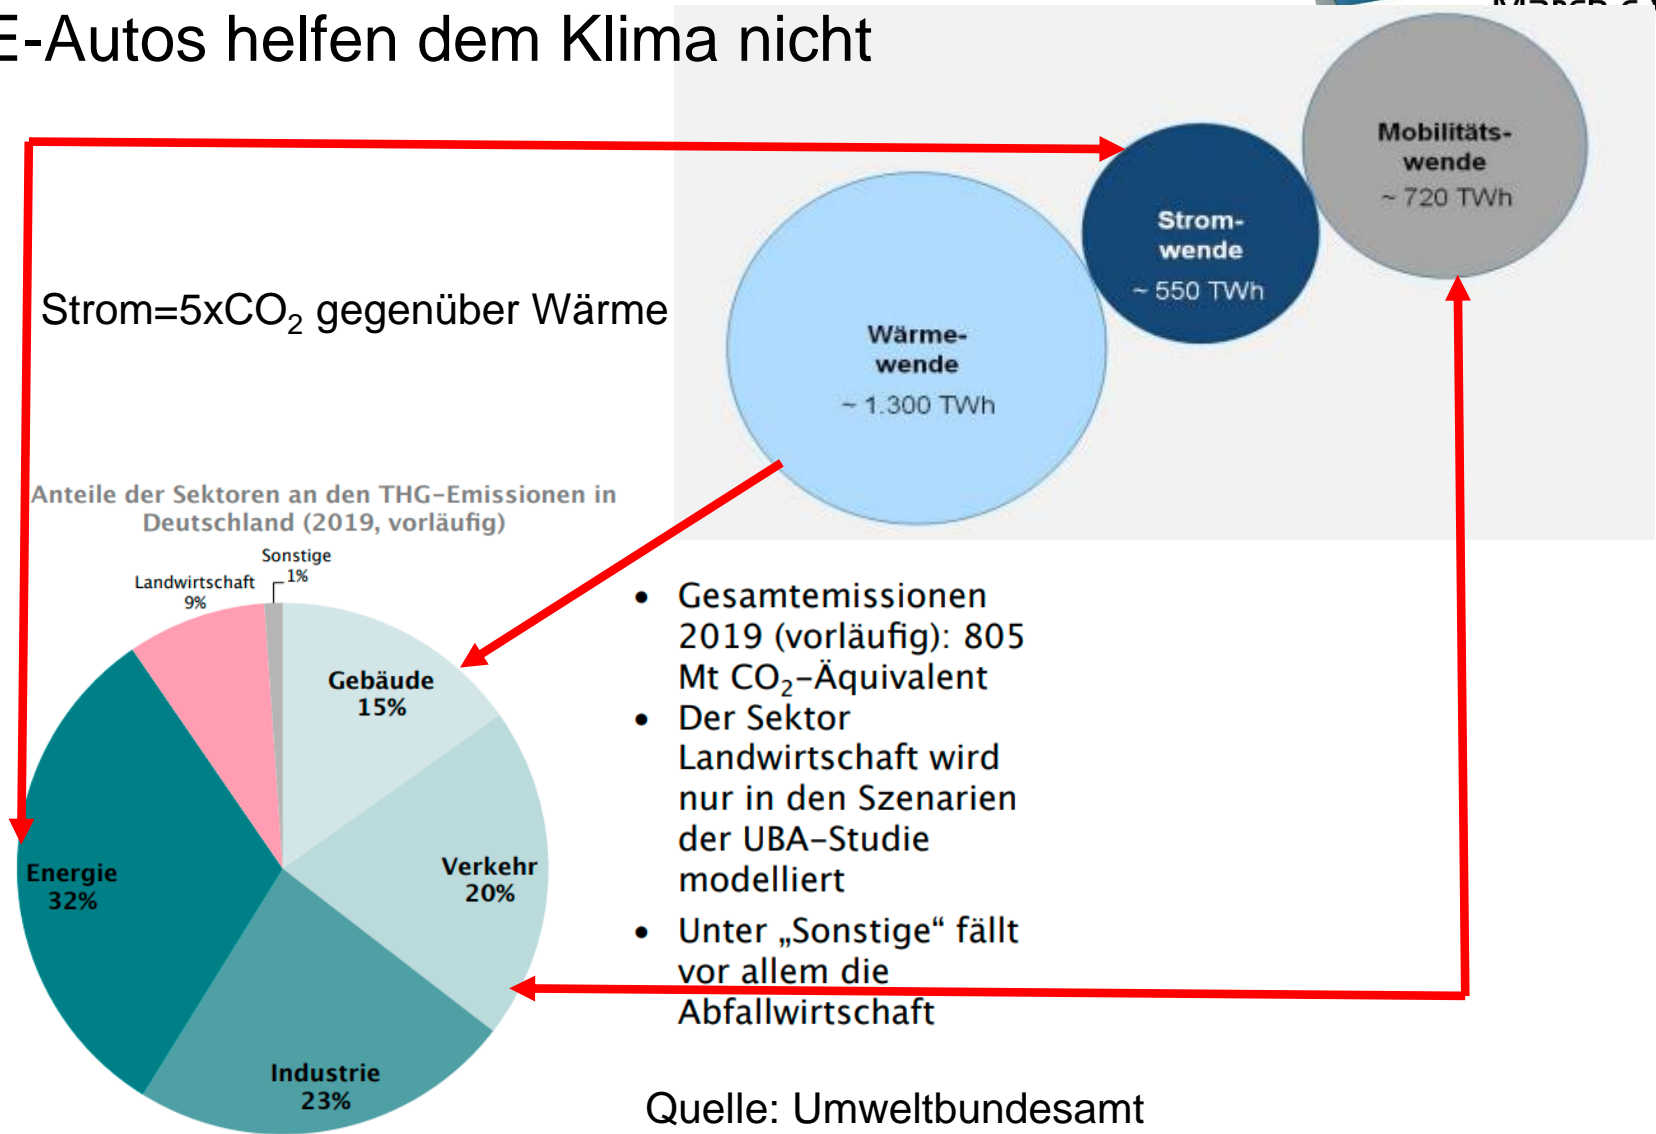 E-Autos helfen dem Klima nicht
Mobilitäts-
wende
~ 720 TWh
Strom-
wende
~ 550 TWh
Strom=5xCO₂ gegenüber Wärme
Wärme-
wende
~ 1.300 TWh
Anteile der Sektoren an den THG-Emissionen in
Deutschland (2019, vorläufig)
Sonstige
1%
Landwirtschaft
9%
Gebäude
15%
Verkehr
20%
Energie
32%
Industrie
23%
• Gesamtemissionen
2019 (vorläufig): 805
Mt CO₂-Äquivalent
• Der Sektor
Landwirtschaft wird
nur in den Szenarien
der UBA-Studie
modelliert
• Unter „Sonstige“ fällt
vor allem die
Abfallwirtschaft
Quelle: Umweltbundesamt